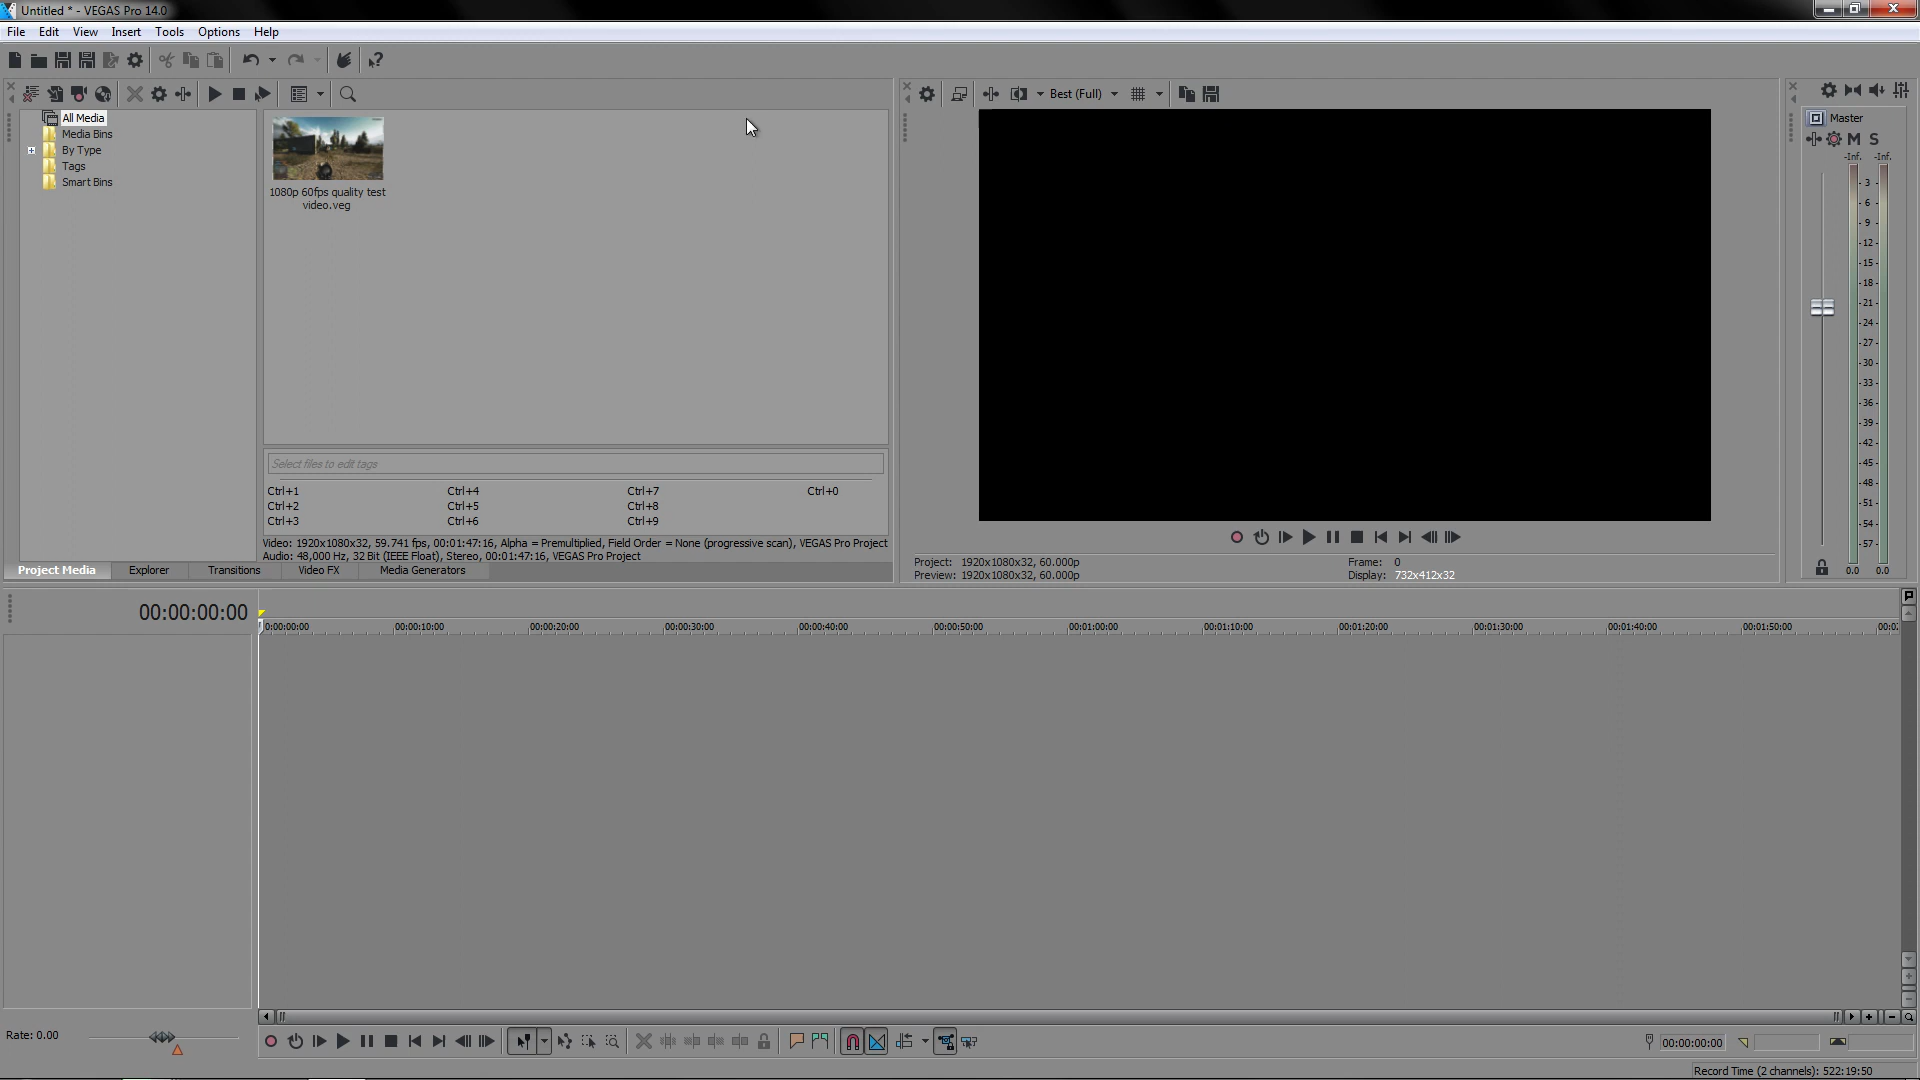 Untitled * - VEGAS Pro 14.0
File Edit View Insert Tools Options Help
Best (Full)
All Media
Media Bins
By Type
Tags
Smart Bins
1080p 60fps quality test
video.veg
Master
M S
-Inf. -Inf.
- 3 -
- 6 -
- 9 -
- 12 -
- 15 -
- 18 -
- 21 -
- 24 -
- 27 -
- 30 -
- 33 -
- 36 -
- 39 -
- 42 -
- 45 -
- 48 -
- 51 -
- 54 -
- 57 -
0.0 0.0
Select files to edit tags
Ctrl+1 Ctrl+4 Ctrl+7 Ctrl+0
Ctrl+2 Ctrl+5 Ctrl+8
Ctrl+3 Ctrl+6 Ctrl+9
Video: 1920x1080x32, 59.741 fps, 00:01:47:16, Alpha = Premultiplied, Field Order = None (progressive scan), VEGAS Pro Project
Audio: 48,000 Hz, 32 Bit (IEEE Float), Stereo, 00:01:47:16, VEGAS Pro Project
Project Media Explorer Transitions Video FX Media Generators
Project: 1920x1080x32, 60.000p Frame: 0
Preview: 1920x1080x32, 60.000p Display: 732x412x32
00:00:00:00
0:00:00:00 00:00:10:00 00:00:20:00 00:00:30:00 00:00:40:00 00:00:50:00 00:01:00:00 00:01:10:00 00:01:20:00 00:01:30:00 00:01:40:00 00:01:50:00
Rate: 0.00
00:00:00:00
Record Time (2 channels): 522:19:50